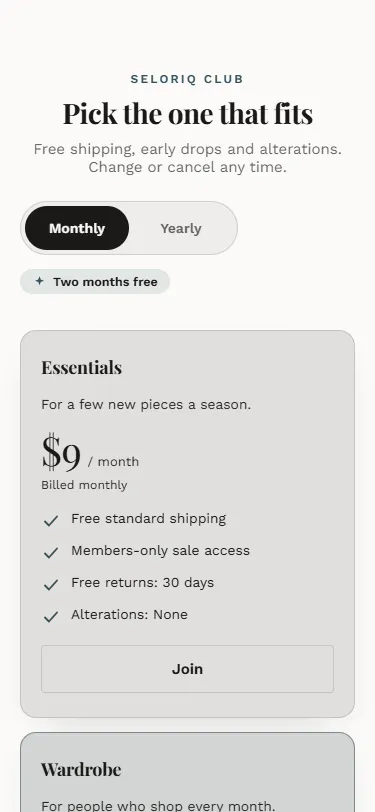 SELORIQ CLUB
Pick the one that fits
Free shipping, early drops and alterations.
Change or cancel any time.
Monthly
Yearly
Two months free
Essentials
For a few new pieces a season.
$9 / month
Billed monthly
Free standard shipping
Members-only sale access
Free returns: 30 days
Alterations: None
Join
Wardrobe
For people who shop every month.